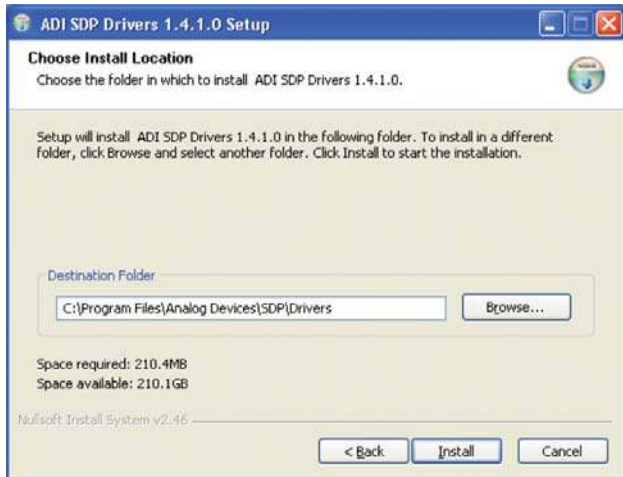 ADI SDP Drivers 1.4.1.0 Setup
Choose Install Location
Choose the folder in which to install ADI SDP Drivers 1.4.1.0.
Setup will install ADI SDP Drivers 1.4.1.0 in the following folder. To install in a different
folder, click Browse and select another folder. Click Install to start the installation.
Destination Folder
C:\Program Files\Analog Devices\SDP\Drivers
Browse...
Space required: 210.4MB
Space available: 210.1GB
Nullsoft Install System v2.46
< Back
Install
Cancel